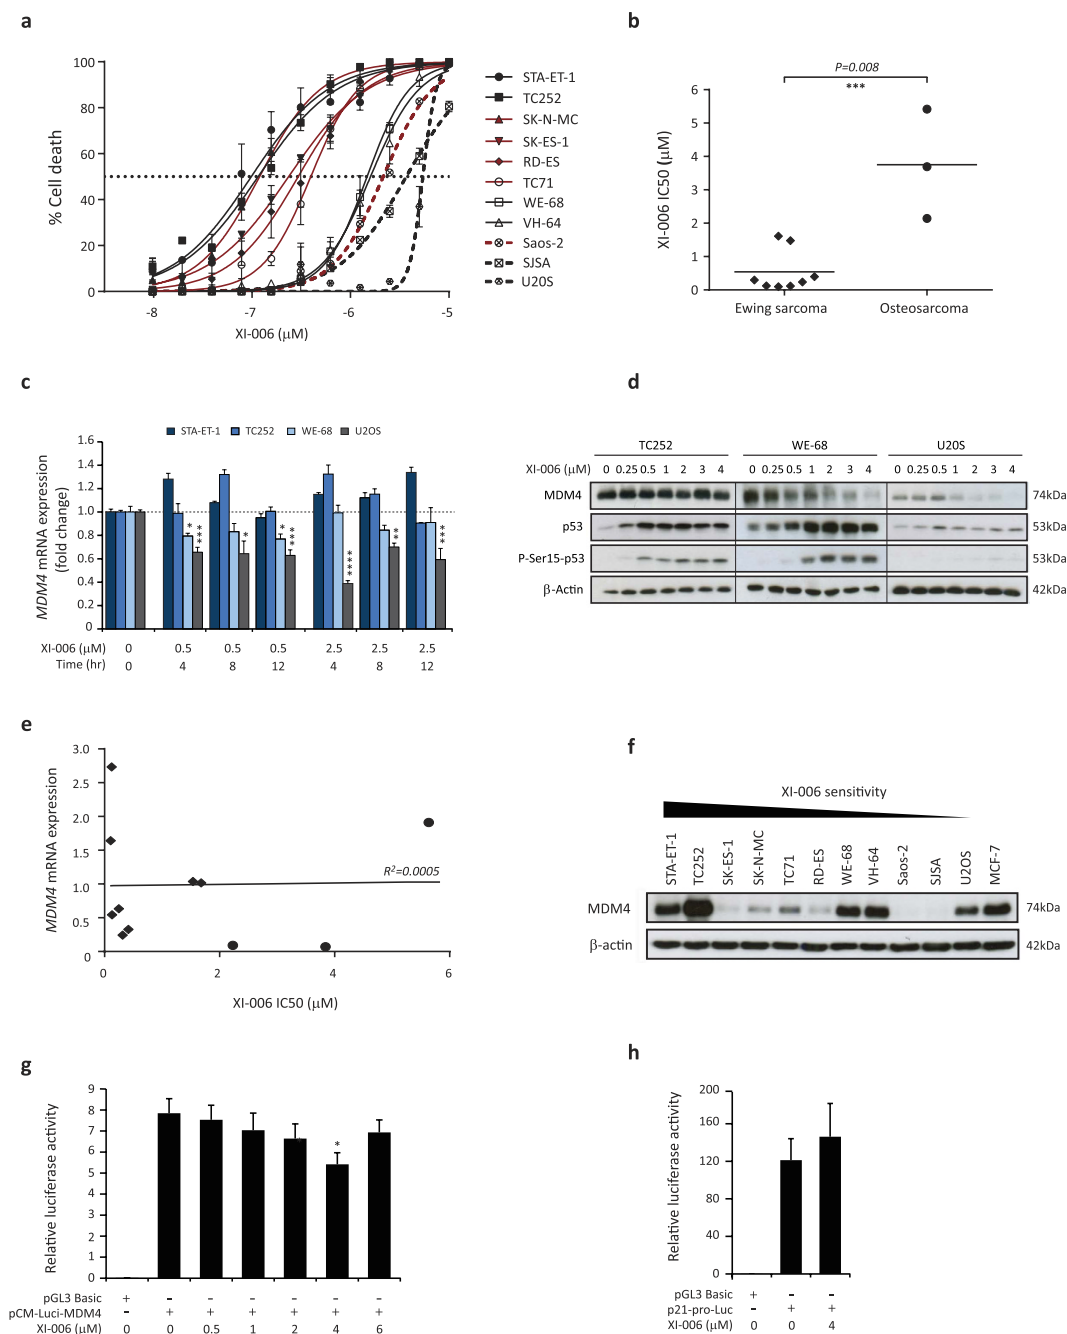 a
% Cell death
100
80
60
40
20
0
-8 -7 -6 -5
XI-006 (µM)
STA-ET-1
TC252
SK-N-MC
SK-ES-1
RD-ES
TC71
WE-68
VH-64
Saos-2
SJSA
U20S
b
P=0.008
***
XI-006 IC50 (µM)
6
5
4
3
2
1
0
Ewing sarcoma Osteosarcoma
c
STA-ET-1 TC252 WE-68 U2OS
MDM4 mRNA expression
(fold change)
1.6
1.4
1.2
1.0
0.8
0.6
0.4
0.2
0
* *** * * *** **** ** ***
XI-006 (µM) 0 0.5 0.5 0.5 2.5 2.5 2.5
Time (hr) 0 4 8 12 4 8 12
d
TC252 WE-68 U20S
XI-006 (µM) 0 0.25 0.5 1 2 3 4 0 0.25 0.5 1 2 3 4 0 0.25 0.5 1 2 3 4
MDM4 74kDa
p53 53kDa
P-Ser15-p53 53kDa
β-Actin 42kDa
e
MDM4 mRNA expression
3.0
2.5
2.0
1.5
1.0
0.5
0
R²=0.0005
0 2 4 6
XI-006 IC50 (µM)
f
XI-006 sensitivity
STA-ET-1 TC252 SK-ES-1 SK-N-MC TC71 RD-ES WE-68 VH-64 Saos-2 SJSA U2OS MCF-7
MDM4 74kDa
β-actin 42kDa
g
Relative luciferase activity
9
8
7
6
5
4
3
2
1
0
*
pGL3 Basic + - - - - - -
pCM-Luci-MDM4 - + + + + + +
XI-006 (µM) 0 0 0.5 1 2 4 6
h
Relative luciferase activity
200
160
120
80
40
0
pGL3 Basic + - -
p21-pro-Luc - + +
XI-006 (µM) 0 0 4